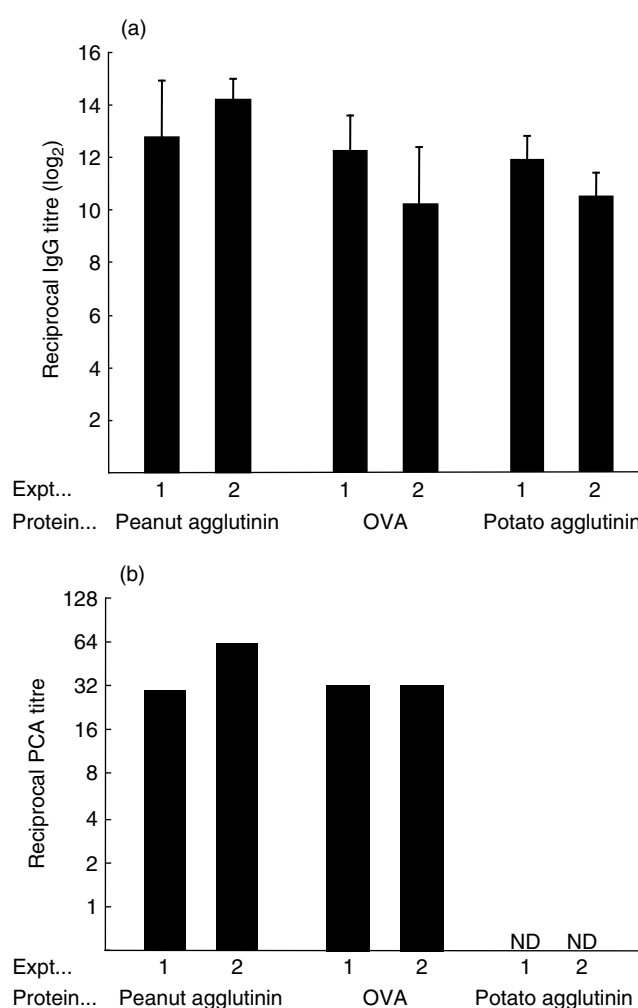 (a)
Reciprocal IgG titre (log₂)
16
14
12
10
8
6
4
2
Expt... 1 2 1 2 1 2
Protein... Peanut agglutinin OVA Potato agglutinin
(b)
Reciprocal PCA titre
128
64
32
16
8
4
2
1
ND ND
Expt... 1 2 1 2 1 2
Protein... Peanut agglutinin OVA Potato agglutinin